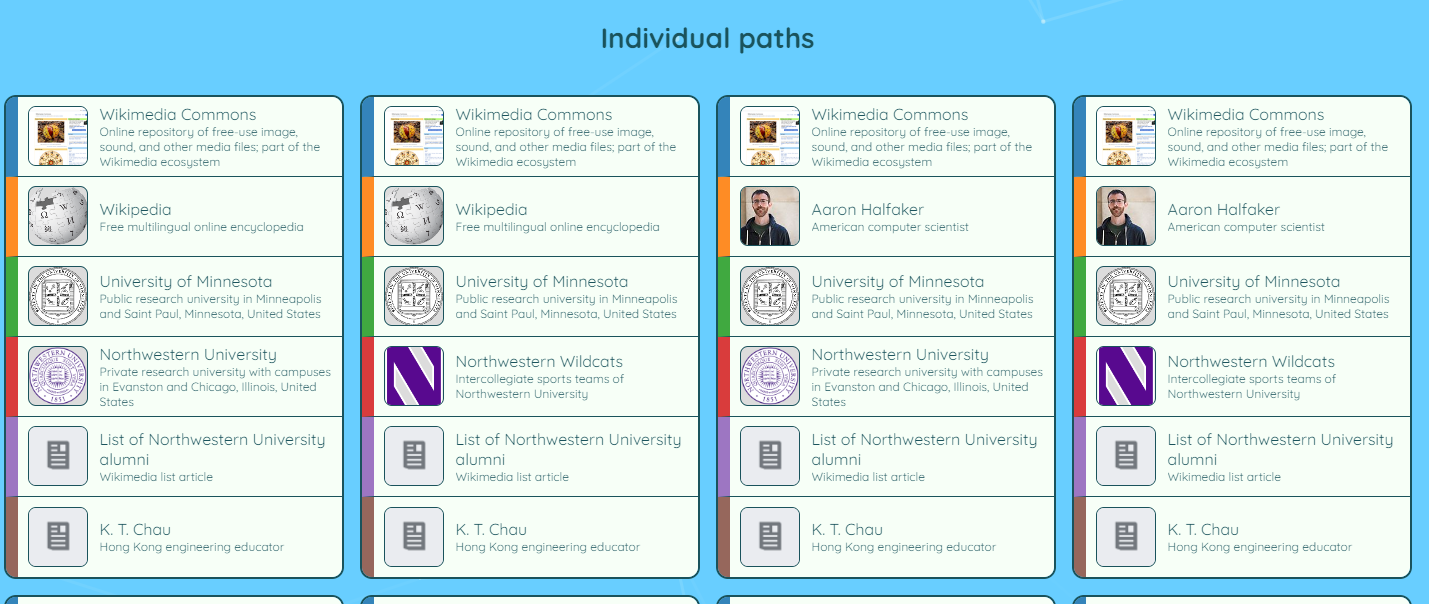 Individual paths
Wikimedia Commons
Online repository of free-use image,
sound, and other media files; part of the
Wikimedia ecosystem
Wikipedia
Free multilingual online encyclopedia
University of Minnesota
Public research university in Minneapolis
and Saint Paul, Minnesota, United States
Northwestern University
Private research university with campuses
in Evanston and Chicago, Illinois, United
States
List of Northwestern University
alumni
Wikimedia list article
K. T. Chau
Hong Kong engineering educator
Wikimedia Commons
Online repository of free-use image,
sound, and other media files; part of the
Wikimedia ecosystem
Wikipedia
Free multilingual online encyclopedia
University of Minnesota
Public research university in Minneapolis
and Saint Paul, Minnesota, United States
Northwestern Wildcats
Intercollegiate sports teams of
Northwestern University
List of Northwestern University
alumni
Wikimedia list article
K. T. Chau
Hong Kong engineering educator
Wikimedia Commons
Online repository of free-use image,
sound, and other media files; part of the
Wikimedia ecosystem
Aaron Halfaker
American computer scientist
University of Minnesota
Public research university in Minneapolis
and Saint Paul, Minnesota, United States
Northwestern University
Private research university with campuses
in Evanston and Chicago, Illinois, United
States
List of Northwestern University
alumni
Wikimedia list article
K. T. Chau
Hong Kong engineering educator
Wikimedia Commons
Online repository of free-use image,
sound, and other media files; part of the
Wikimedia ecosystem
Aaron Halfaker
American computer scientist
University of Minnesota
Public research university in Minneapolis
and Saint Paul, Minnesota, United States
Northwestern Wildcats
Intercollegiate sports teams of
Northwestern University
List of Northwestern University
alumni
Wikimedia list article
K. T. Chau
Hong Kong engineering educator